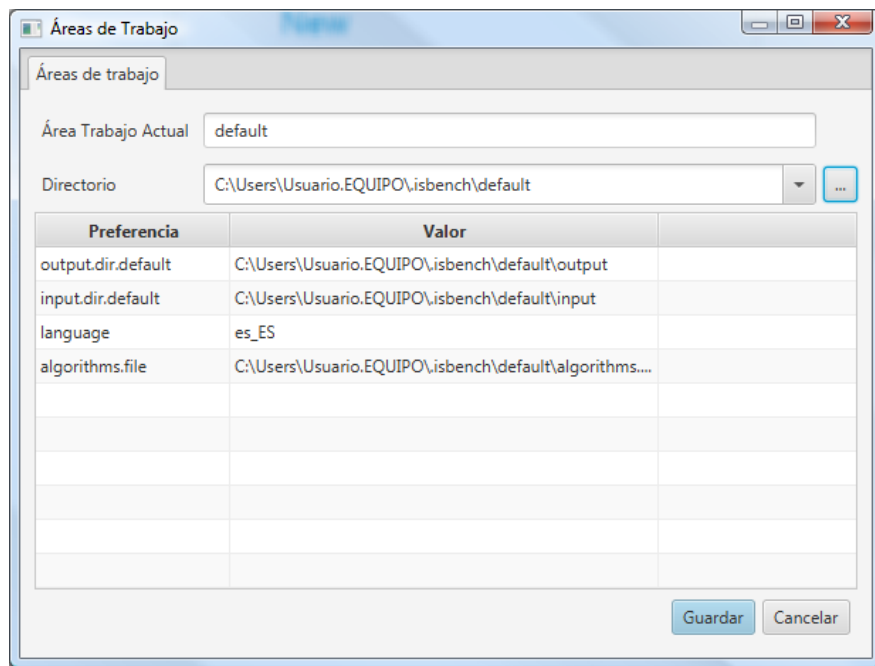 Áreas de Trabajo
New
Áreas de trabajo
Área Trabajo Actual default
Directorio C:\Users\Usuario.EQUIPO\.isbench\default ...
Preferencia Valor
output.dir.default C:\Users\Usuario.EQUIPO\.isbench\default\output
input.dir.default C:\Users\Usuario.EQUIPO\.isbench\default\input
language es_ES
algorithms.file C:\Users\Usuario.EQUIPO\.isbench\default\algorithms....
Guardar Cancelar